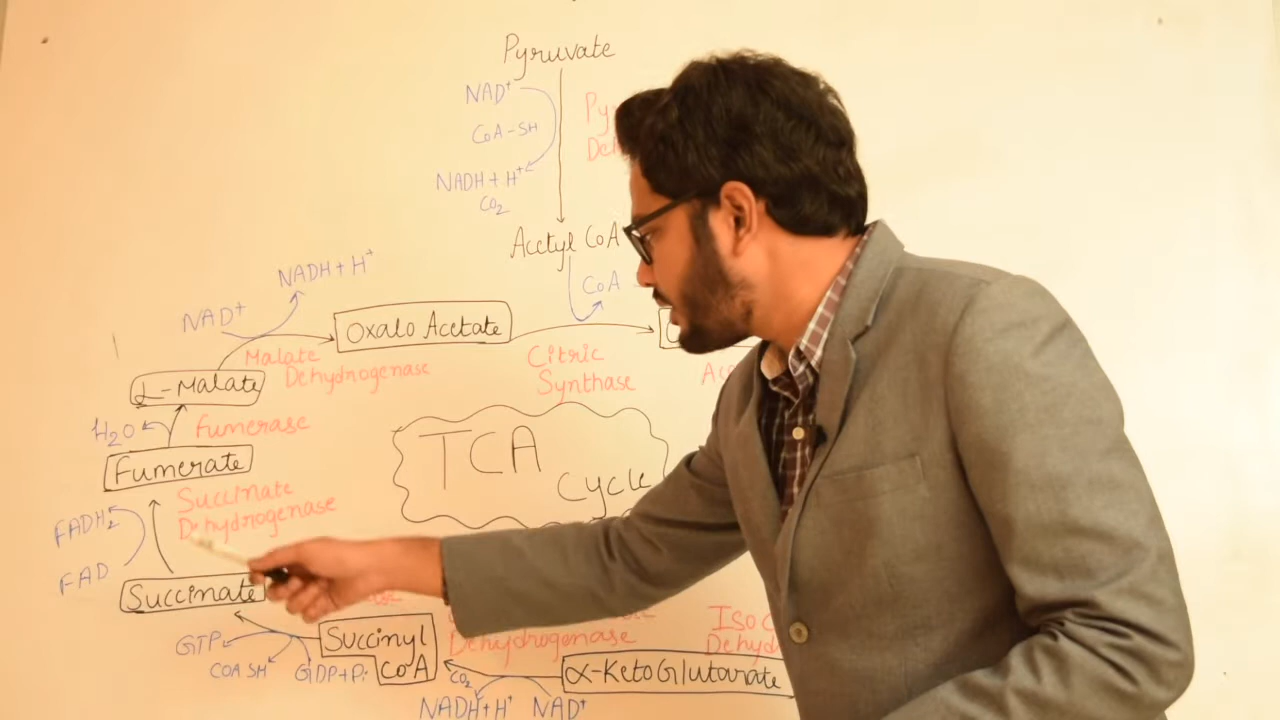 Pyruvate
NAD+
CoA-SH
NADH + H+
CO2
Acetyl CoA
CoA
NADH + H+
NAD+
Oxalo Acetate
Malate
Dehydrogenase
Citric
Synthase
L-Malate
H2O
Fumerase
Fumerate
TCA
Cycle
Succinate
Dehydrogenase
FADH2
FAD
Succinate
GTP
COA SH
GDP+Pi
Succinyl
CoA
Dehydrogenase
CO2
NADH+H+
NAD+
α-KetoGlutarate